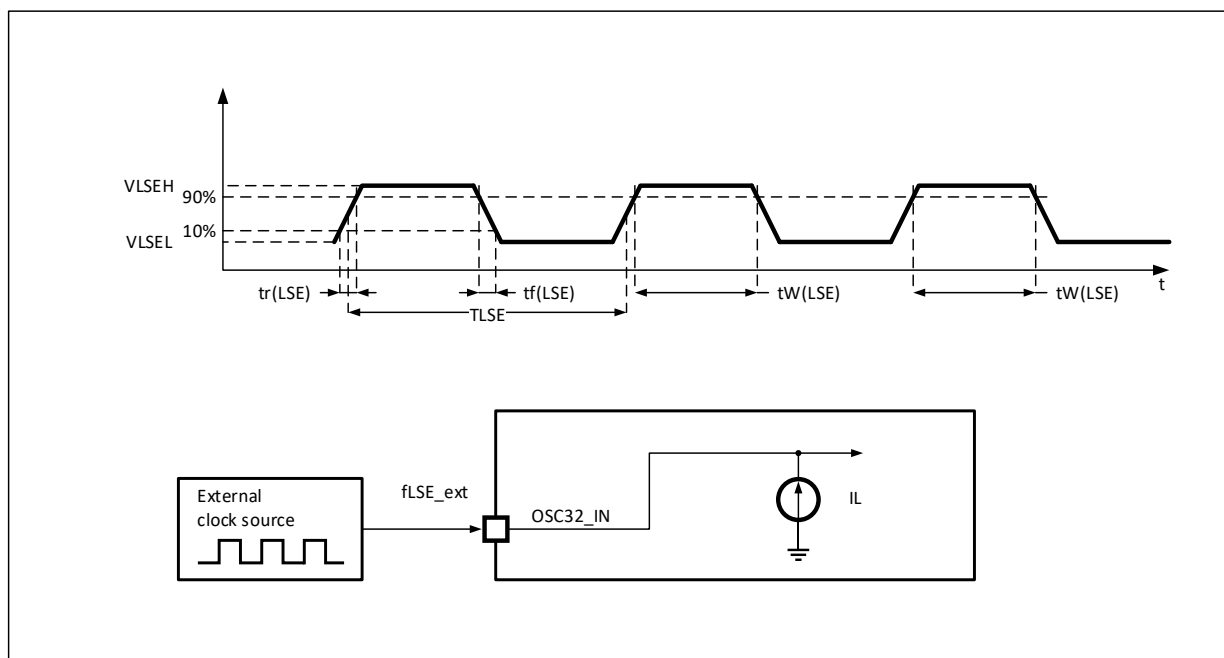 VLSEH
90%
10%
VLSEL
tr(LSE)
tf(LSE)
tW(LSE)
tW(LSE)
t
TLSE
External
clock source
fLSE_ext
OSC32_IN
IL